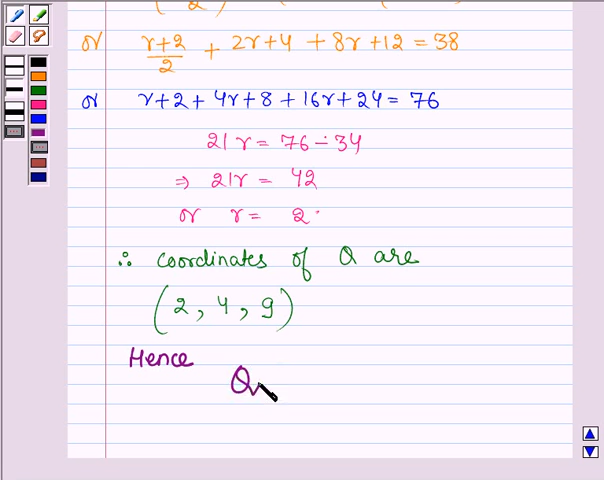 or r+2/2 + 2r+4 + 8r+12 = 38
or r+2+4r+8+16r+24 = 76
21r = 76-34
⇒ 21r = 42
or r = 2
∴ coordinates of Q are
(2, 4, 9)
Hence
Q